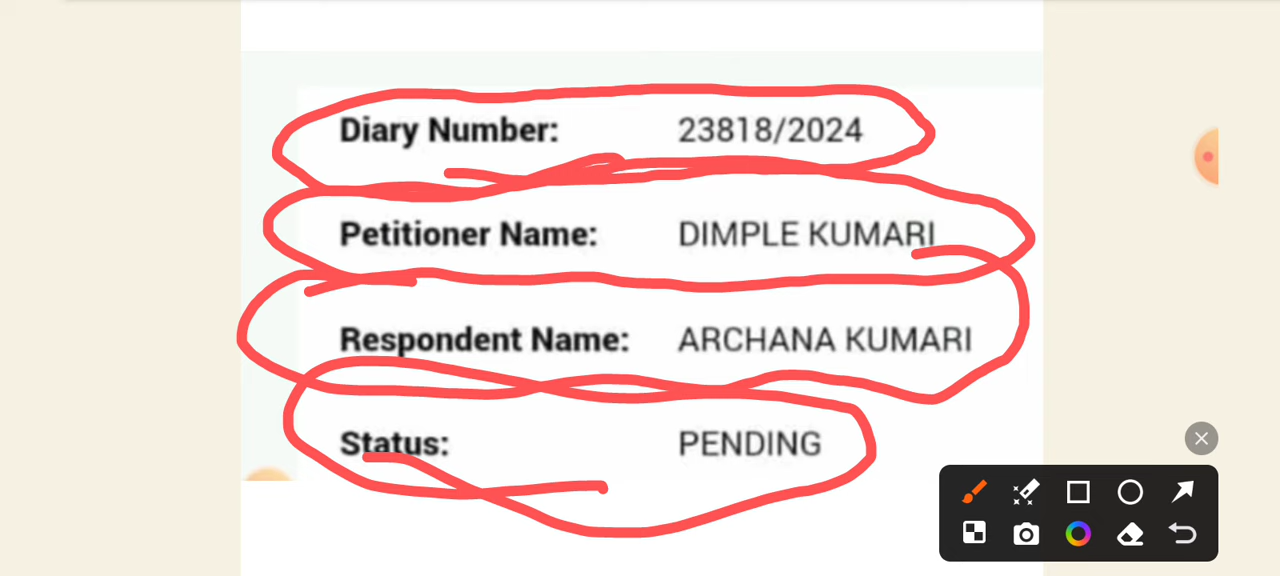 Diary Number: 23818/2024
Petitioner Name: DIMPLE KUMARI
Respondent Name: ARCHANA KUMARI
Status: PENDING